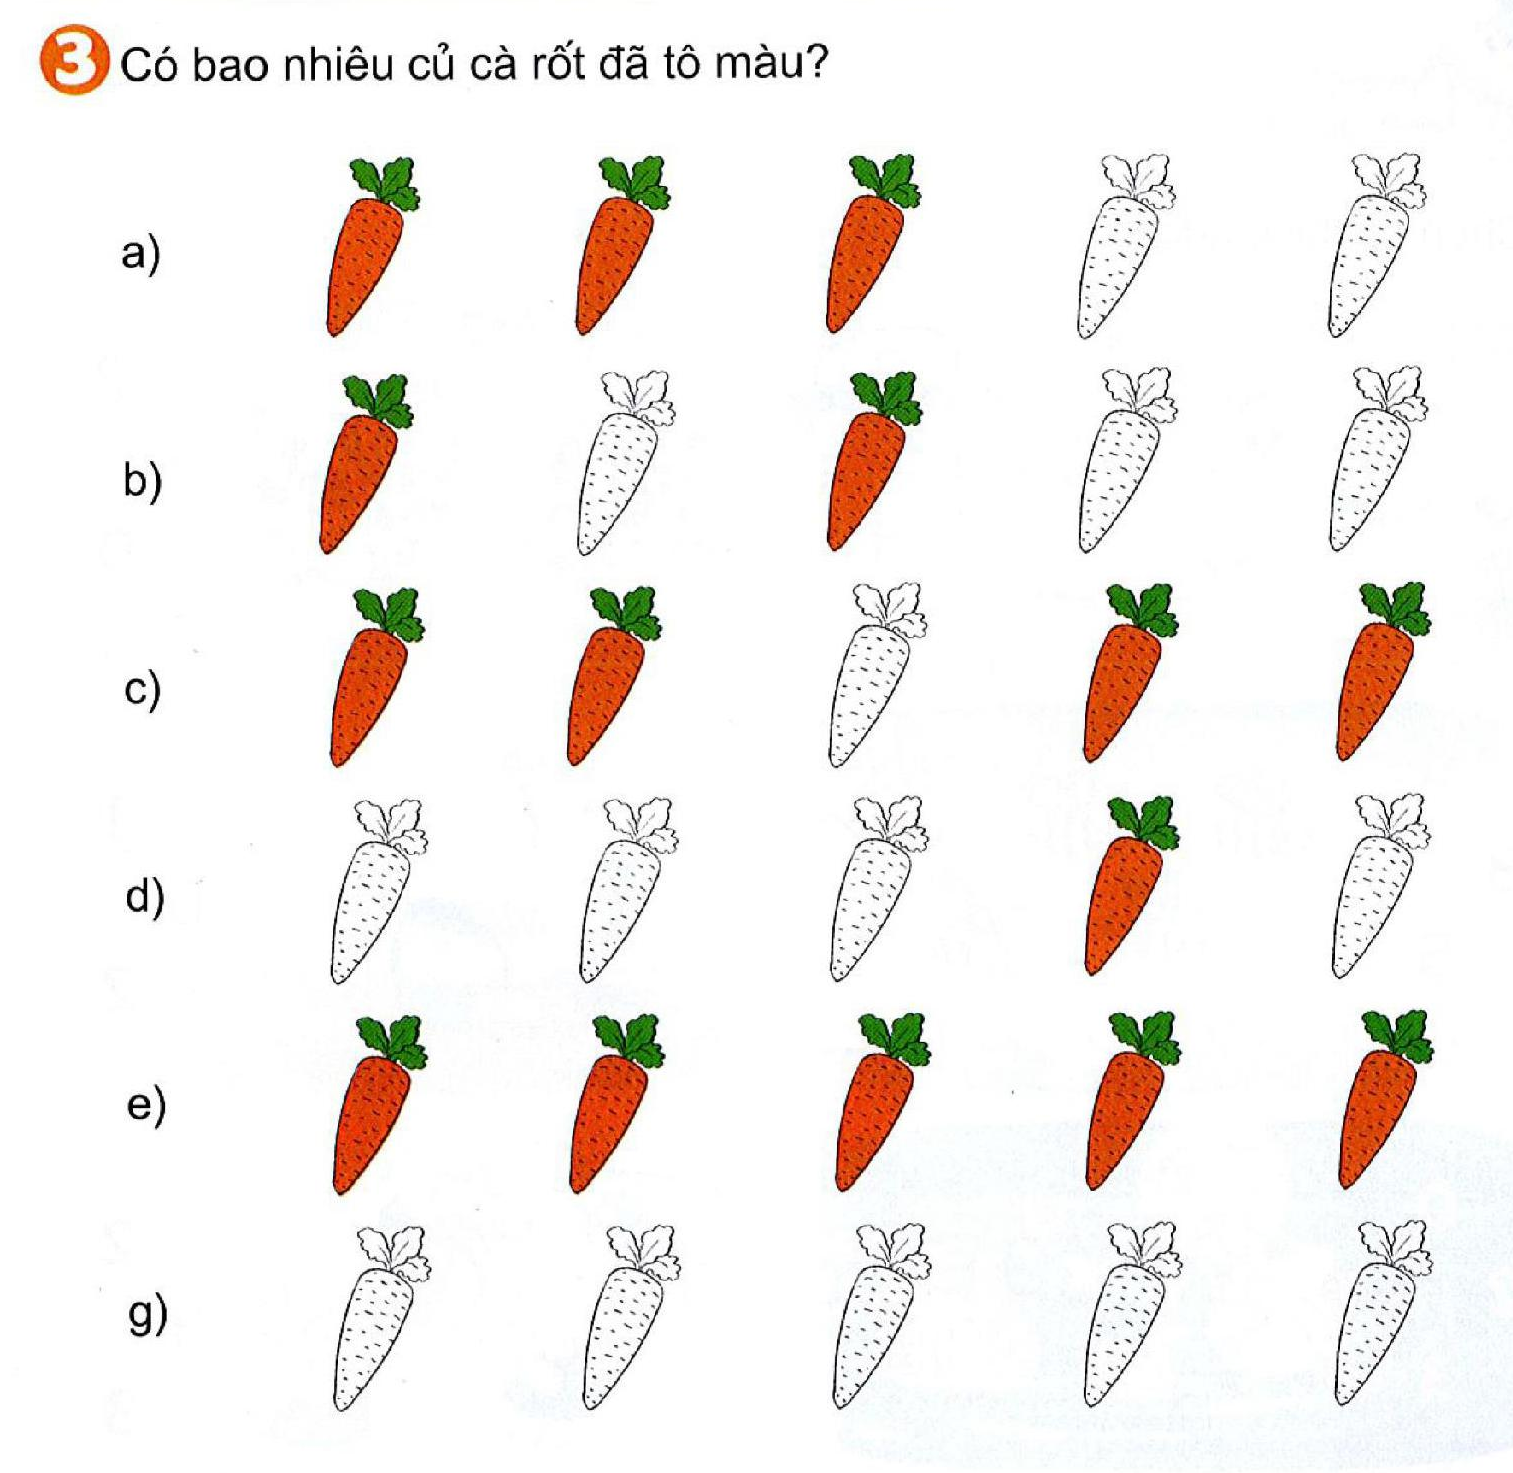 3 Có bao nhiêu củ cà rốt đã tô màu?
a)
b)
c)
d)
e)
g)